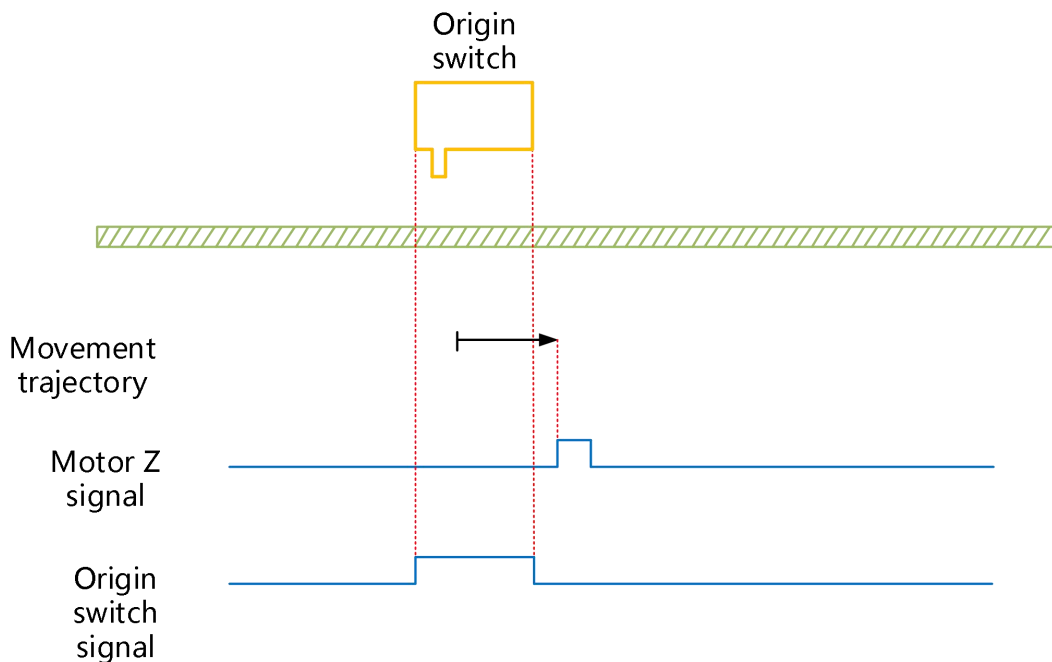 Origin
switch
Movement
trajectory
Motor Z
signal
Origin
switch
signal